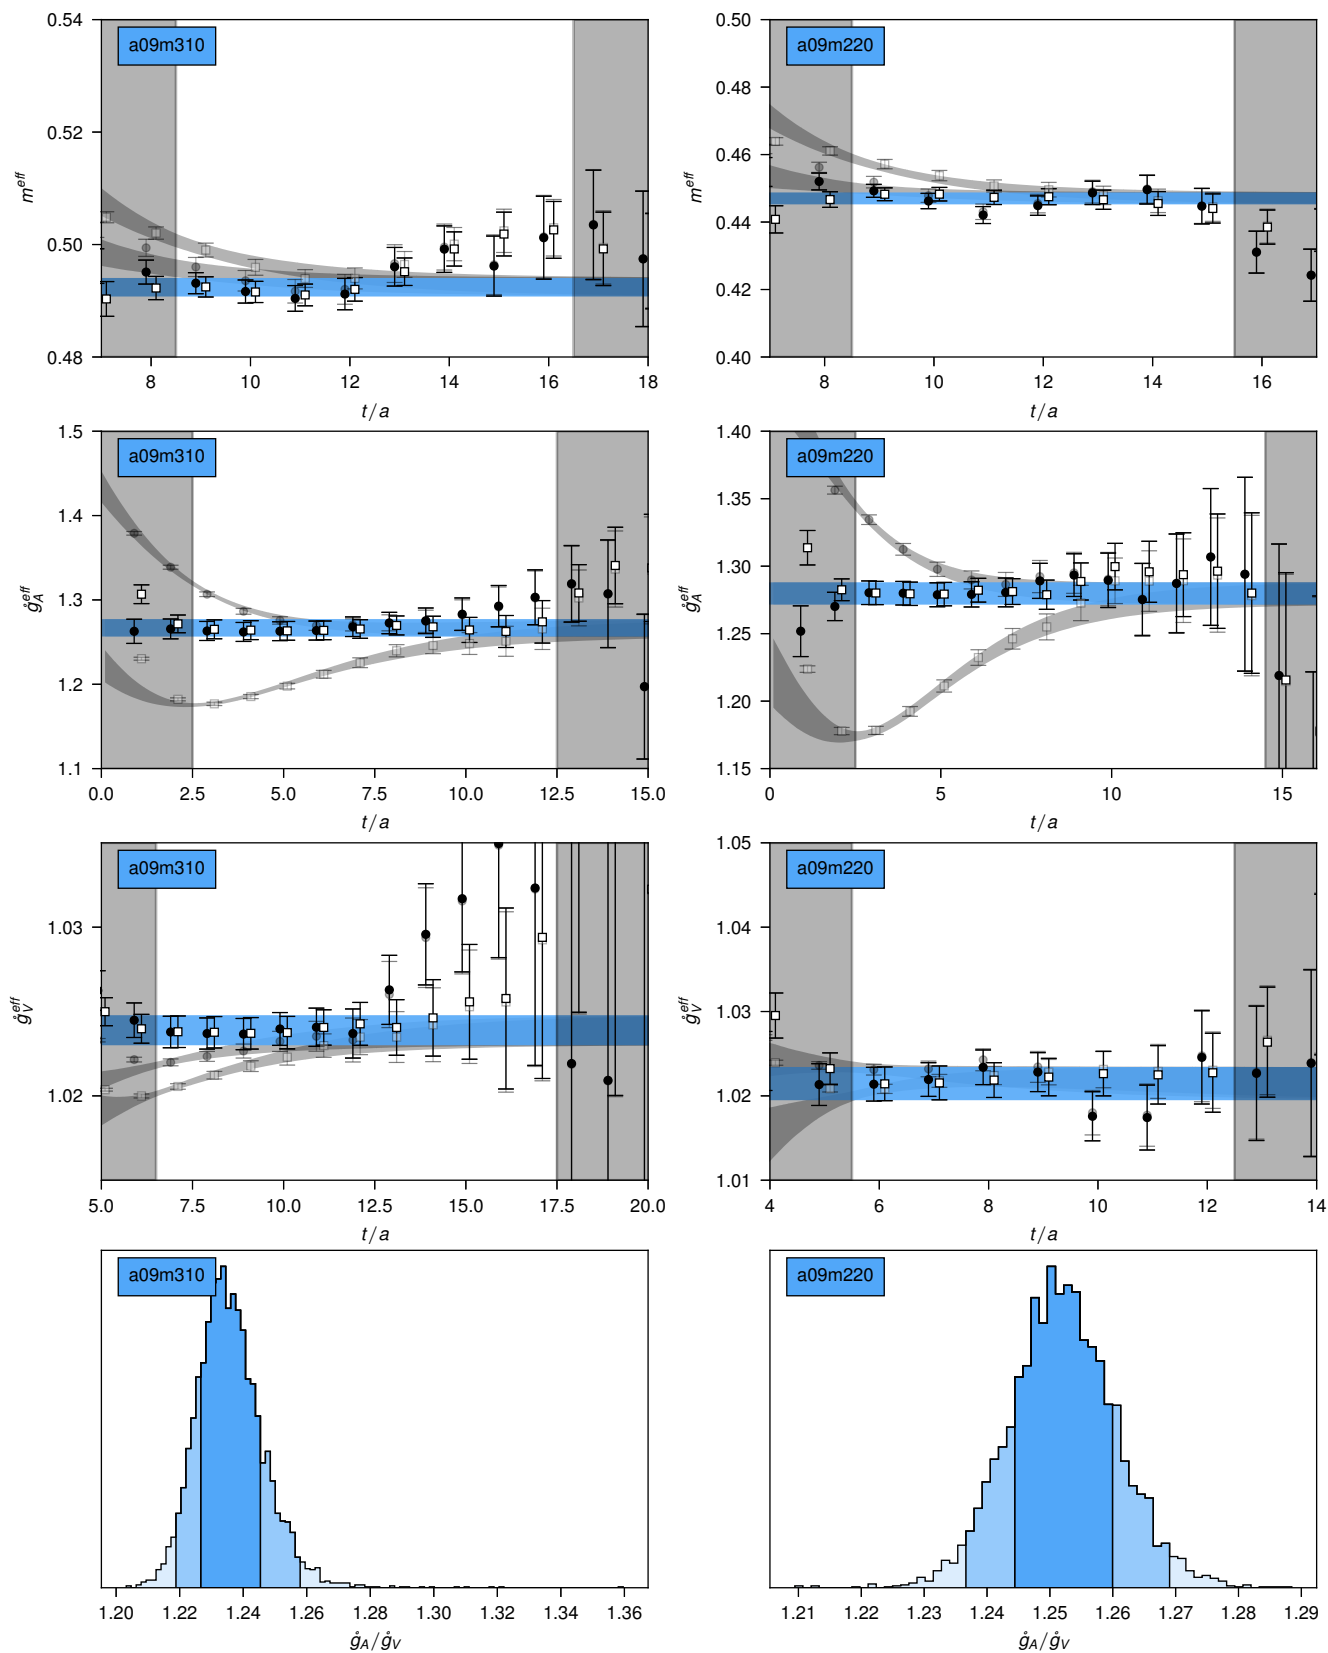 0.54
0.52
0.50
0.48
m^eff
a09m310
8 10 12 14 16 18
t/a
0.50
0.48
0.46
0.44
0.42
0.40
m^eff
a09m220
8 10 12 14 16
t/a
1.5
1.4
1.3
1.2
1.1
g̊_A^eff
a09m310
0.0 2.5 5.0 7.5 10.0 12.5 15.0
t/a
1.40
1.35
1.30
1.25
1.20
1.15
g̊_A^eff
a09m220
0 5 10 15
t/a
1.03
1.02
g̊_V^eff
a09m310
5.0 7.5 10.0 12.5 15.0 17.5 20.0
t/a
1.05
1.04
1.03
1.02
1.01
g̊_V^eff
a09m220
4 6 8 10 12 14
t/a
a09m310
1.20 1.22 1.24 1.26 1.28 1.30 1.32 1.34 1.36
g̊_A/g̊_V
a09m220
1.21 1.22 1.23 1.24 1.25 1.26 1.27 1.28 1.29
g̊_A/g̊_V